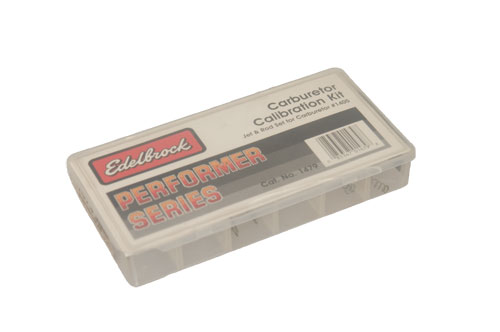 Edelbrock
PERFORMER
SERIES
Carburetor
Calibration Kit
Jet & Rod Set for Carburetor #1400
Cat. No. 1479